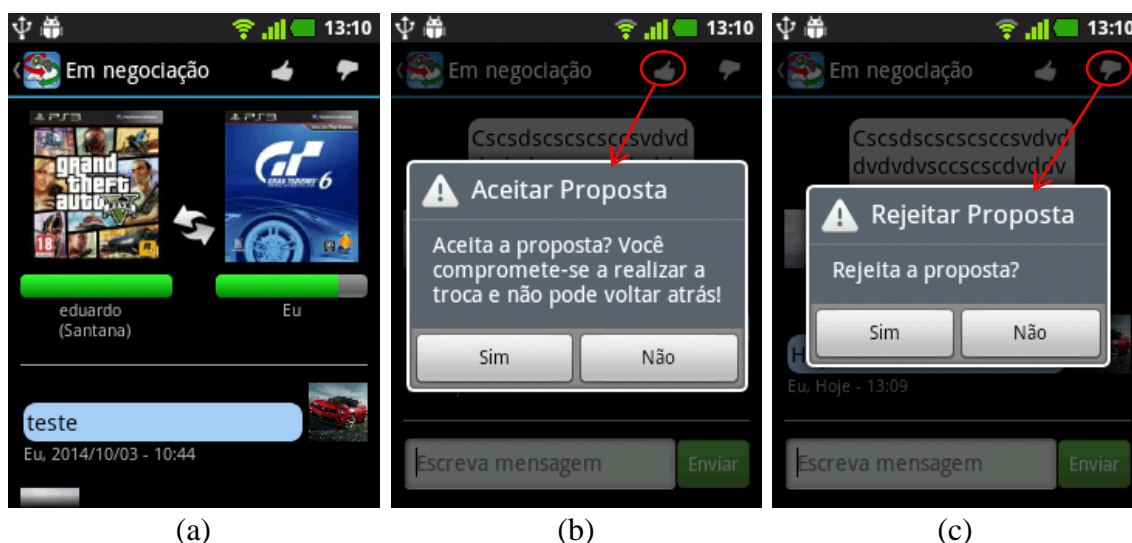 13:10
Em negociação
PS3
grand
theft
auto
V
18
PS3
GRAN TURISMO 6
eduardo
(Santana)
Eu
teste
Eu, 2014/10/03 - 10:44
(a)
13:10
Em negociação
Cscsdscscscsccsvdvd
Aceitar Proposta
Aceita a proposta? Você
compromete-se a realizar a
troca e não pode voltar atrás!
Sim
Não
Escreva mensagem
Enviar
(b)
13:10
Em negociação
Cscsdscscscsccsvdvd
dvdvdvsccscscdvddv
Rejeitar Proposta
Rejeita a proposta?
Sim
Não
Eu, Hoje - 13:09
Escreva mensagem
Enviar
(c)